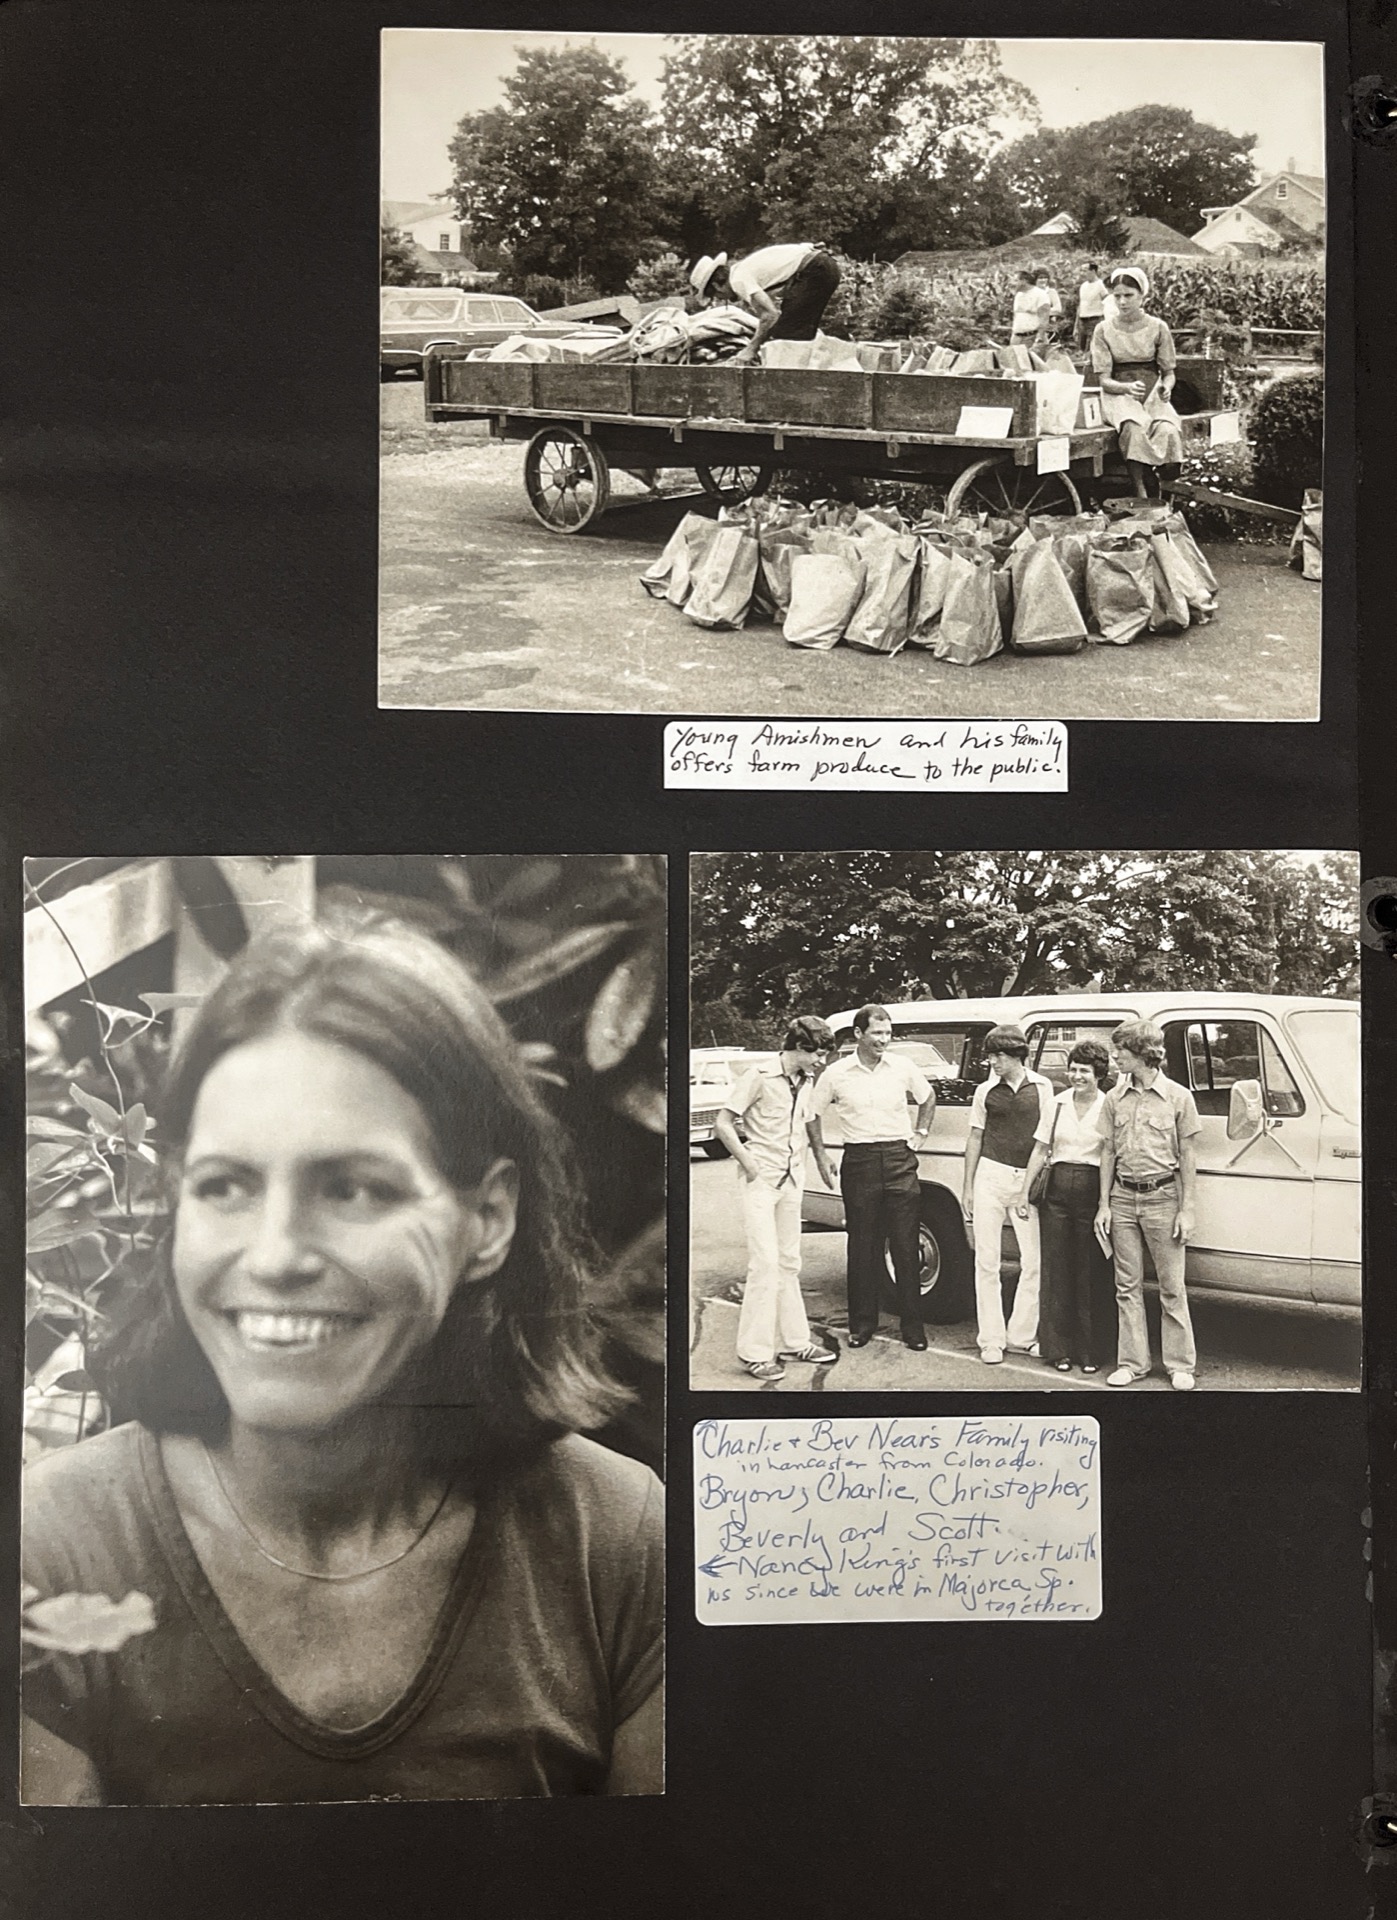 1
Young Amishmen and his family
offers farm produce to the public.
Charlie + Bev Near's Family visiting
in Lancaster from Colorado.
Bryon, Charlie, Christopher,
Beverly and Scott.
← Nancy King's first visit with
us since we were in Majorca Sp.
together.